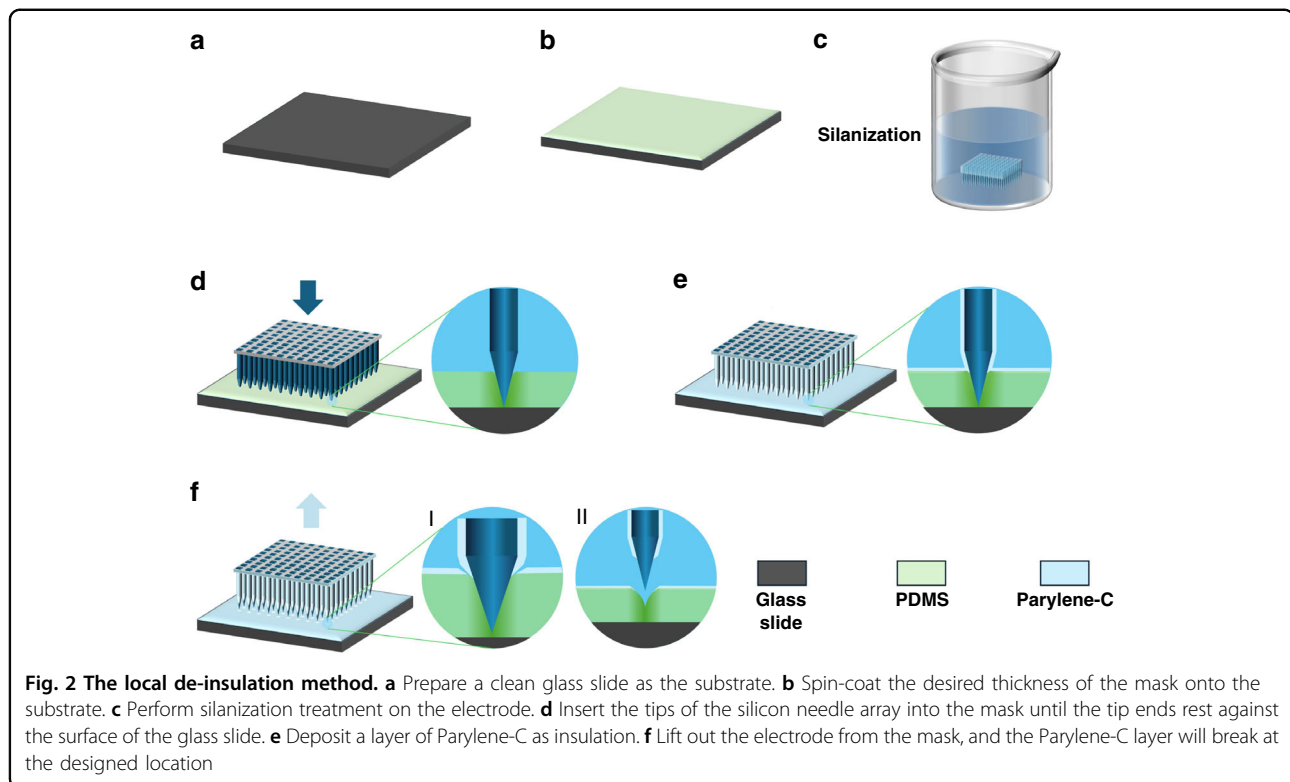 a
b
c
Silanization
d
e
f
I
II
Glass
slide
PDMS
Parylene-C
Fig. 2 The local de-insulation method. a Prepare a clean glass slide as the substrate. b Spin-coat the desired thickness of the mask onto the
substrate. c Perform silanization treatment on the electrode. d Insert the tips of the silicon needle array into the mask until the tip ends rest against
the surface of the glass slide. e Deposit a layer of Parylene-C as insulation. f Lift out the electrode from the mask, and the Parylene-C layer will break at
the designed location